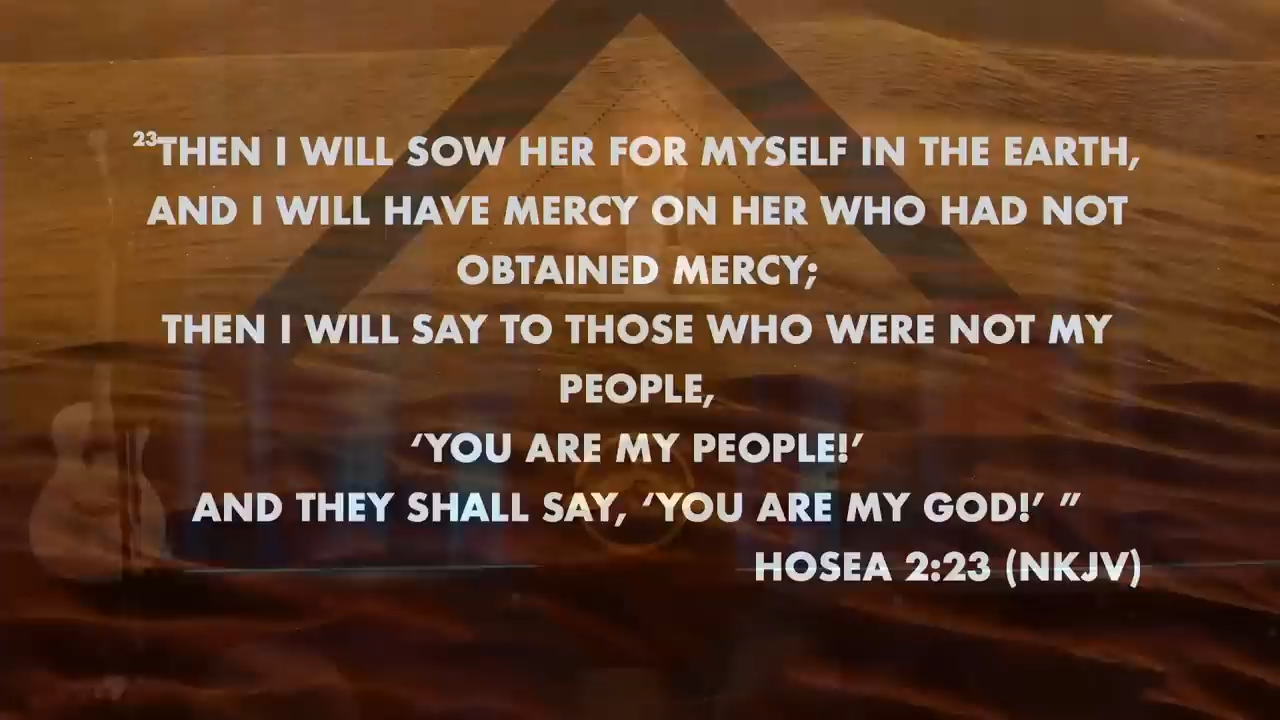 23THEN I WILL SOW HER FOR MYSELF IN THE EARTH,
AND I WILL HAVE MERCY ON HER WHO HAD NOT
OBTAINED MERCY;
THEN I WILL SAY TO THOSE WHO WERE NOT MY
PEOPLE,
‘YOU ARE MY PEOPLE!’
AND THEY SHALL SAY, ‘YOU ARE MY GOD!’ ”
HOSEA 2:23 (NKJV)